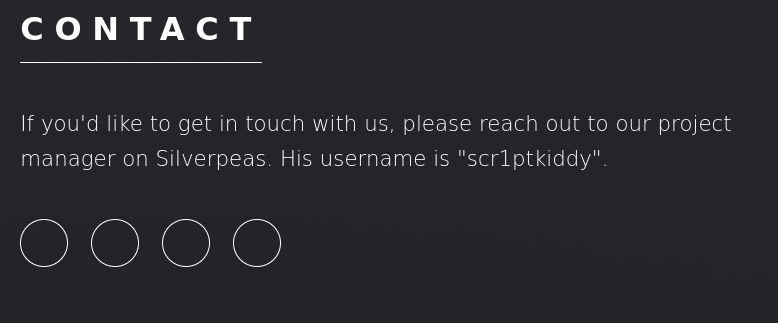 CONTACT
If you'd like to get in touch with us, please reach out to our project
manager on Silverpeas. His username is "scr1ptkiddy".